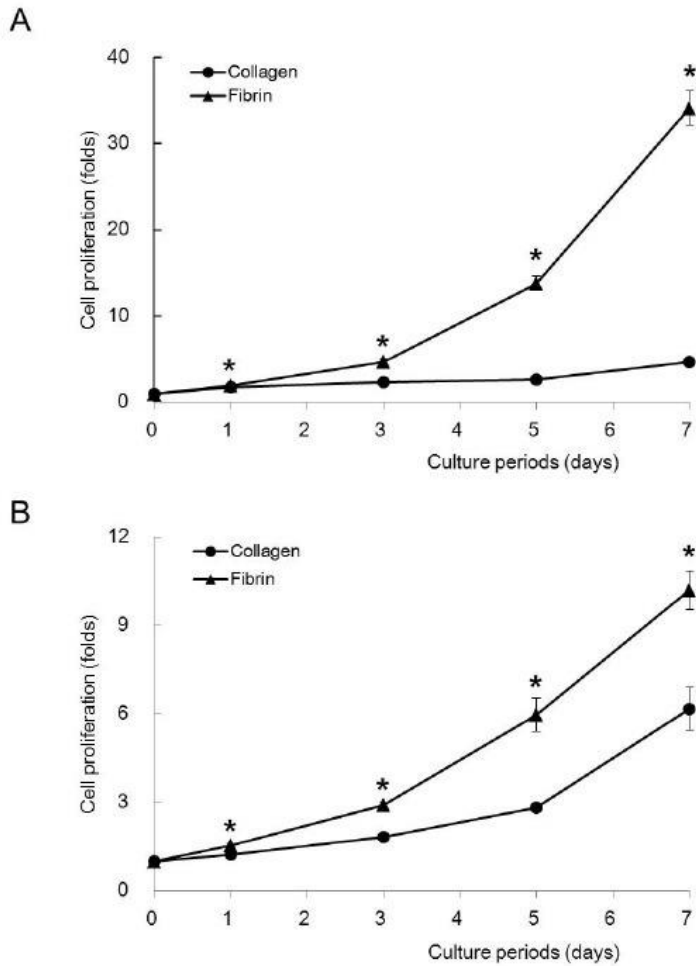 A
40
30
20
10
0
Cell proliferation (folds)
Collagen
Fibrin
*
*
*
*
0 1 2 3 4 5 6 7
Culture periods (days)
B
12
9
6
3
0
Cell proliferation (folds)
Collagen
Fibrin
*
*
*
*
0 1 2 3 4 5 6 7
Culture periods (days)